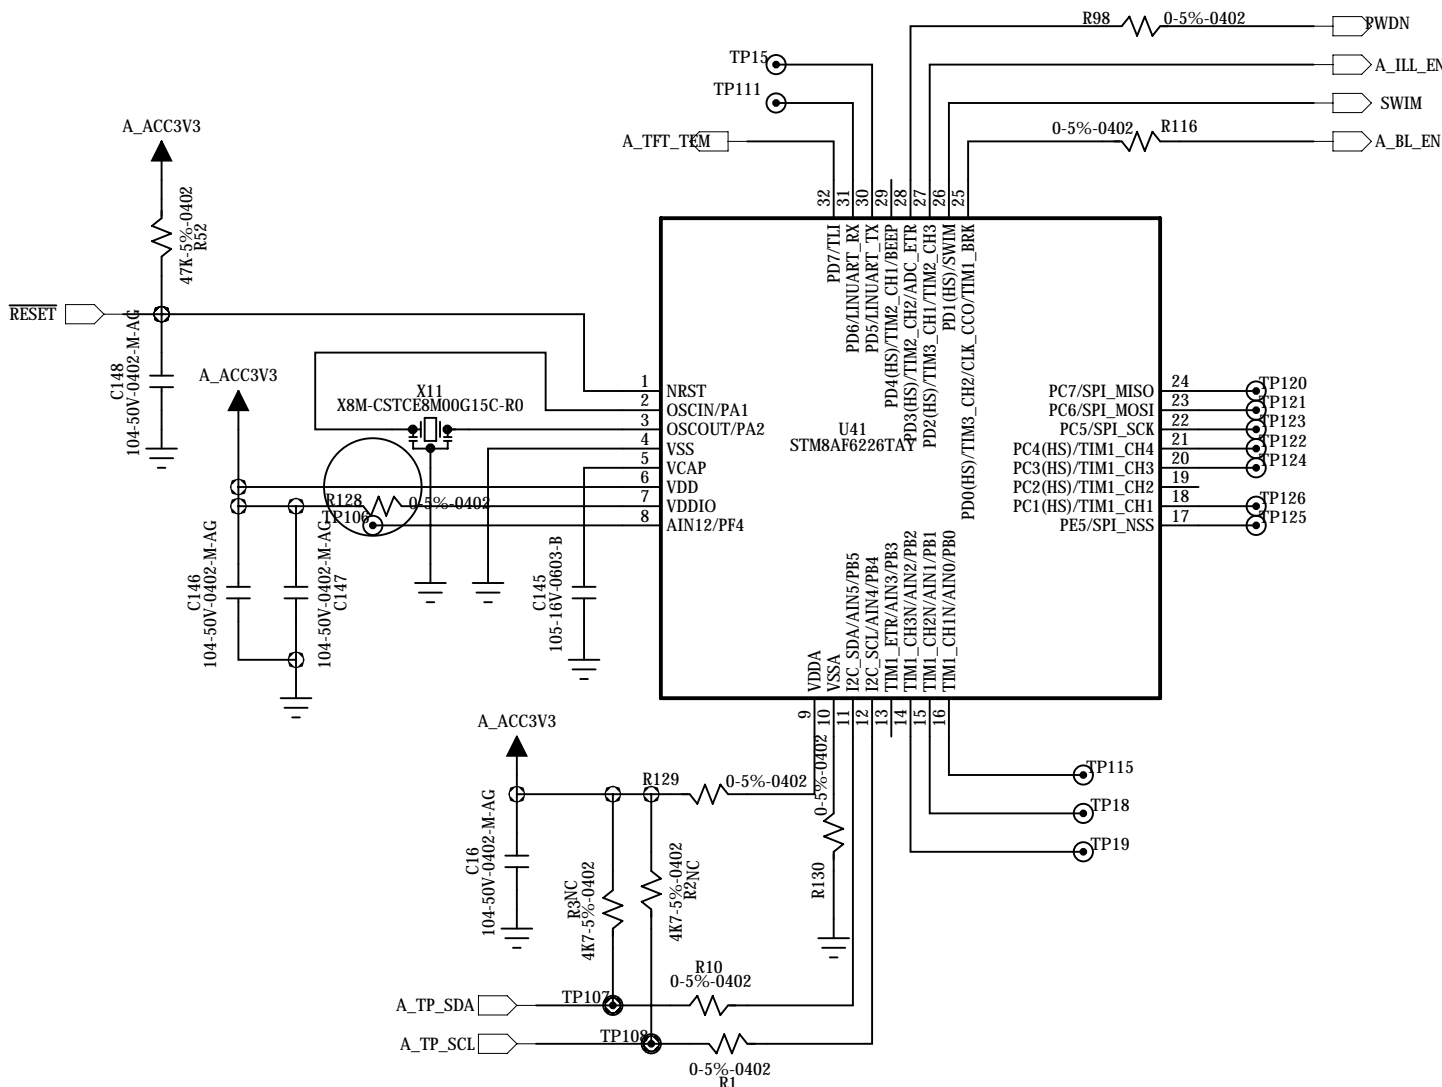 R98
0-5%-0402
PWDN
TP15
A_ILL_EN
TP111
SWIM
A_TFT_TEM
0-5%-0402
R116
A_BL_EN
A_ACC3V3
47K-5%-0402
R52
RESET
C148
104-50V-0402-M-AG
A_ACC3V3
X11
X8M-CSTCE8M00G15C-R0
32
31
30
29
28
27
26
25
PD7/TLI
PD6/LINUART_RX
PD5/LINUART_TX
PD4(HS)/TIM2_CH1/BEEP
PD3(HS)/TIM2_CH2/ADC_ETR
PD2(HS)/TIM3_CH1/TIM2_CH3
PD1(HS)/SWIM
PD0(HS)/TIM3_CH2/CLK_CCO/TIM1_BRK
1 NRST
2 OSCIN/PA1
3 OSCOUT/PA2
4 VSS
5 VCAP
6 VDD
7 VDDIO
8 AIN12/PF4
U41
STM8AF6226TAY
PC7/SPI_MISO 24 TP120
PC6/SPI_MOSI 23 TP121
PC5/SPI_SCK 22 TP123
PC4(HS)/TIM1_CH4 21 TP122
PC3(HS)/TIM1_CH3 20 TP124
PC2(HS)/TIM1_CH2 19
PC1(HS)/TIM1_CH1 18 TP126
PE5/SPI_NSS 17 TP125
R128
0-5%-0402
TP106
C146
104-50V-0402-M-AG
104-50V-0402-M-AG
C147
C145
105-16V-0603-B
VDDA
VSSA
I2C_SDA/AIN5/PB5
I2C_SCL/AIN4/PB4
TIM1_ETR/AIN3/PB3
TIM1_CH3N/AIN2/PB2
TIM1_CH2N/AIN1/PB1
TIM1_CH1N/AIN0/PB0
9
10
11
12
13
14
15
16
A_ACC3V3
R129
0-5%-0402
0-5%-0402
R130
TP115
TP18
TP19
C16
104-50V-0402-M-AG
R3
NC
4K7-5%-0402
4K7-5%-0402
R2
NC
R10
0-5%-0402
A_TP_SDA
TP107
A_TP_SCL
TP108
0-5%-0402
R1